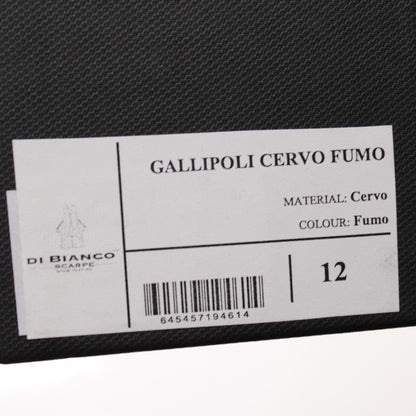 GALLIPOLI CERVO FUMO
MATERIAL: Cervo
COLOUR: Fumo
DI BIANCO
SCARPE
12
645457194614